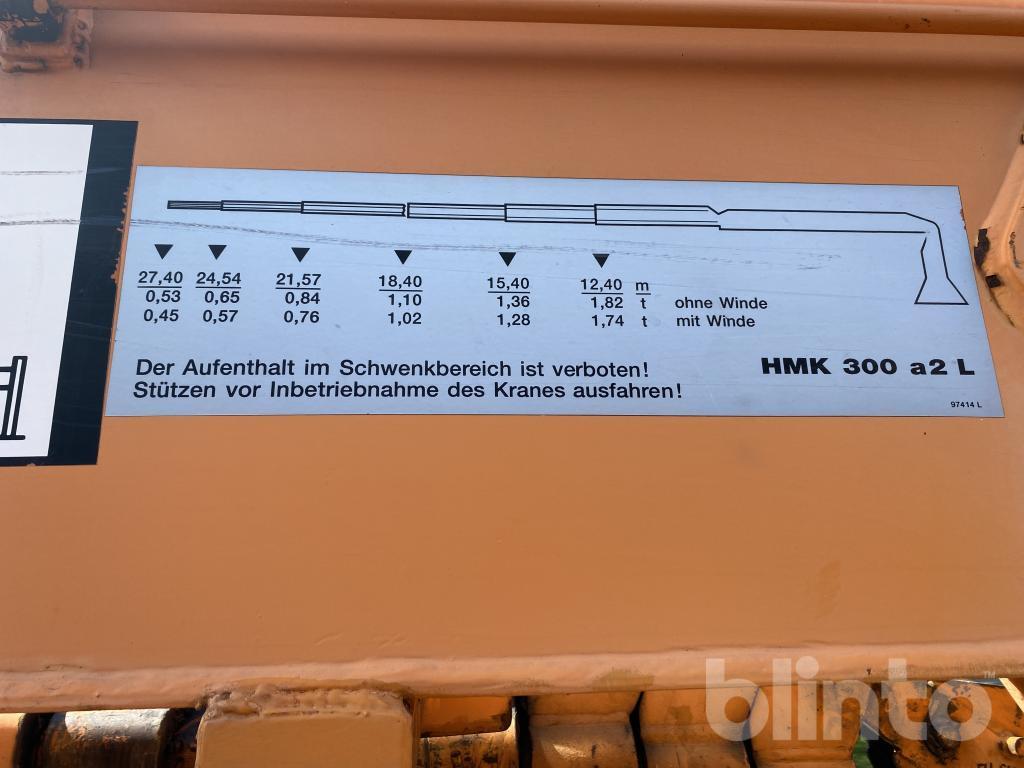 27,40 24,54 21,57 18,40 15,40 12,40 m
0,53 0,65 0,84 1,10 1,36 1,82 t ohne Winde
0,45 0,57 0,76 1,02 1,28 1,74 t mit Winde
Der Aufenthalt im Schwenkbereich ist verboten!
Stützen vor Inbetriebnahme des Kranes ausfahren!
HMK 300 a2 L
97414 L
blinto